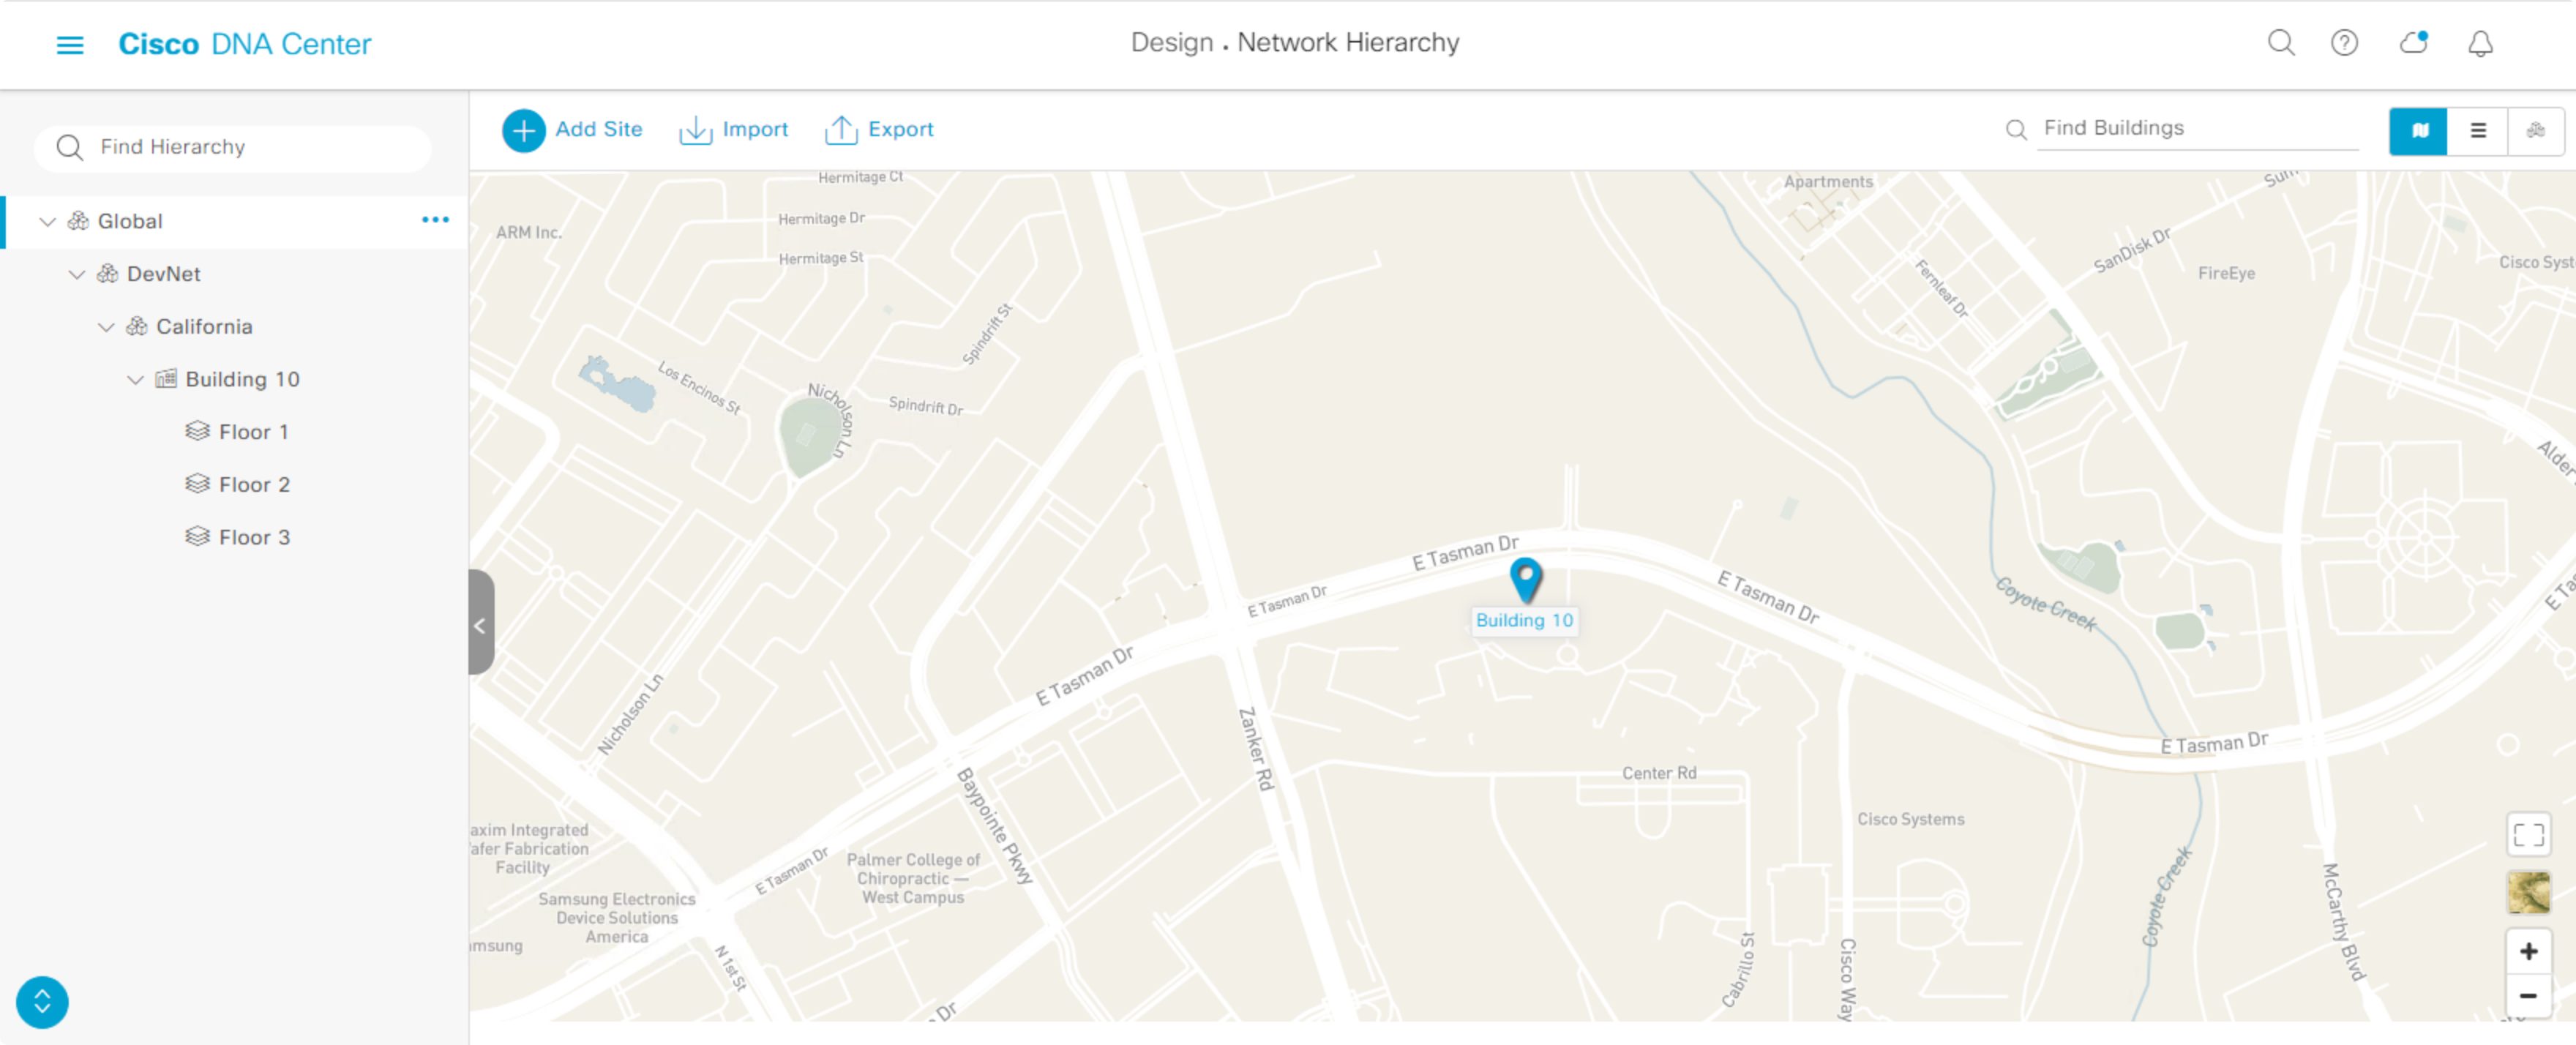 Cisco DNA Center
Design • Network Hierarchy
Find Hierarchy
Global
DevNet
California
Building 10
Floor 1
Floor 2
Floor 3
Add Site
Import
Export
Find Buildings
Hermitage Ct
Hermitage Dr
Hermitage St
ARM Inc.
Spindrift St
Los Encinos St
Nicholson Ln
Spindrift Dr
Apartments
SanDisk Dr
FireEye
Cisco Syst
Fernleaf Dr
Alder
E Tasman Dr
E Tasman Dr
E Tasman Dr
Building 10
Coyote Creek
E Ta
E Tasman Dr
Nicholson Ln
Zanker Rd
E Tasman Dr
Baypointe Pkwy
Center Rd
Cisco Systems
axim Integrated
afer Fabrication
Facility
E Tasman Dr
Palmer College of
Chiropractic —
West Campus
Samsung Electronics
Device Solutions
America
msung
N 1st St
Dr
Cabrillo St
Cisco Way
Coyote Creek
McCarthy Blvd